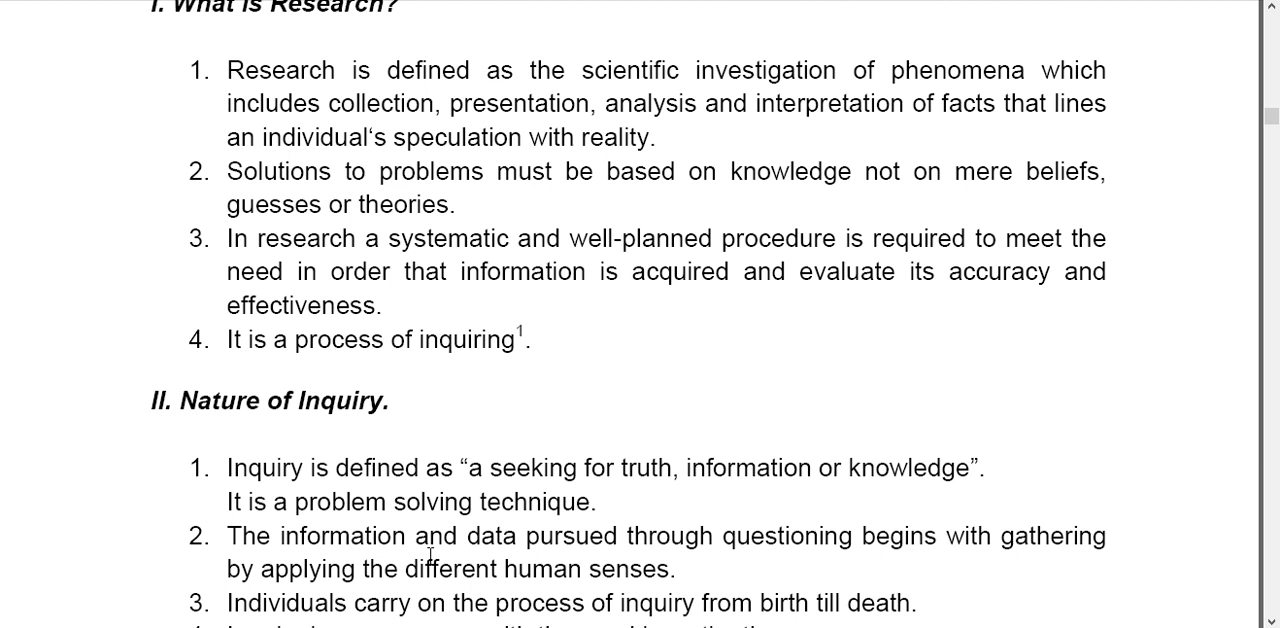 I. What is Research?
1. Research is defined as the scientific investigation of phenomena which
includes collection, presentation, analysis and interpretation of facts that lines
an individual‘s speculation with reality.
2. Solutions to problems must be based on knowledge not on mere beliefs,
guesses or theories.
3. In research a systematic and well-planned procedure is required to meet the
need in order that information is acquired and evaluate its accuracy and
effectiveness.
4. It is a process of inquiring¹.
II. Nature of Inquiry.
1. Inquiry is defined as “a seeking for truth, information or knowledge”.
It is a problem solving technique.
2. The information and data pursued through questioning begins with gathering
by applying the different human senses.
3. Individuals carry on the process of inquiry from birth till death.